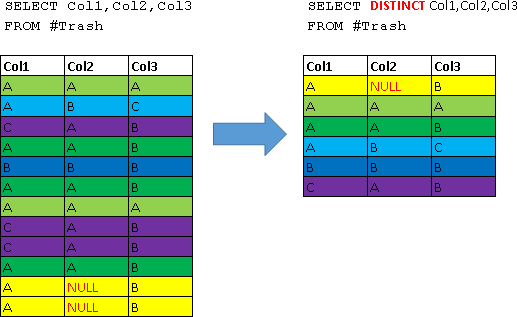 SELECT Col1,Col2,Col3
FROM #Trash
Col1 Col2 Col3
A A A
A B C
C A B
A A B
B B B
A A B
A A A
C A B
C A B
A A B
A NULL B
A NULL B
SELECT DISTINCT Col1,Col2,Col3
FROM #Trash
Col1 Col2 Col3
A NULL B
A A A
A A B
A B C
B B B
C A B